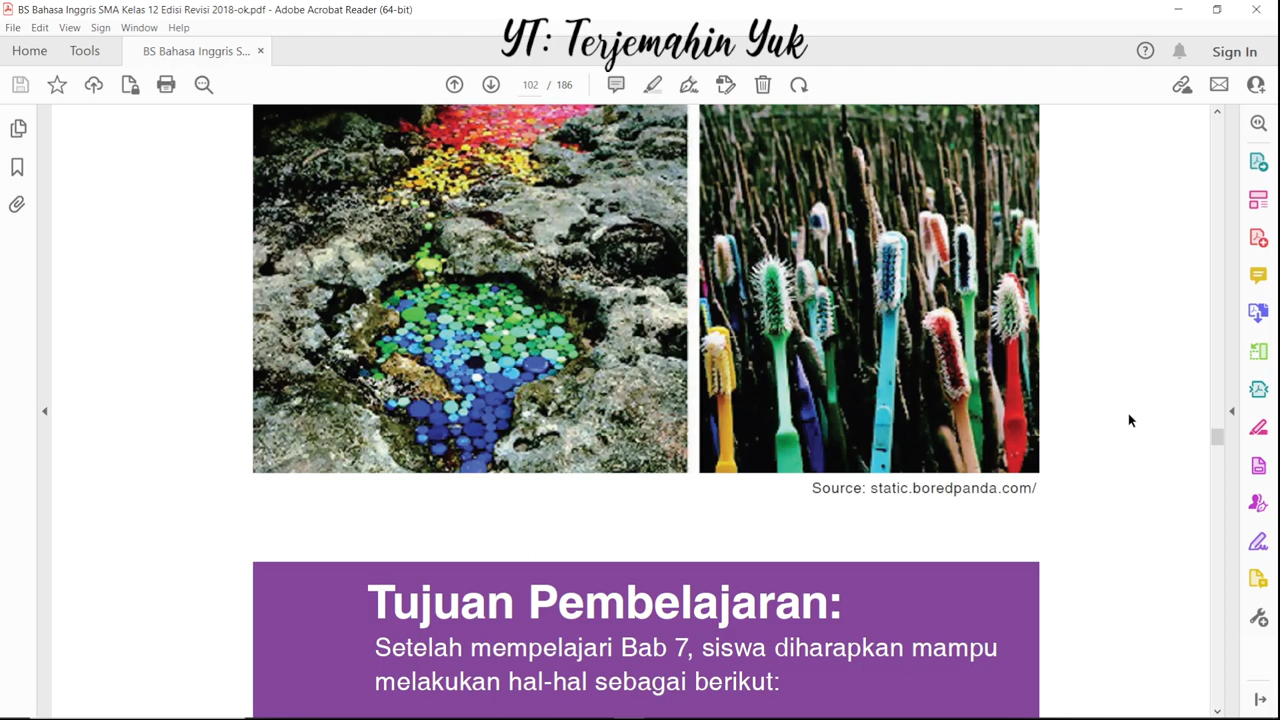 BS Bahasa Inggris SMA Kelas 12 Edisi Revisi 2018-ok.pdf - Adobe Acrobat Reader (64-bit)
File Edit View Sign Window Help
YT: Terjemahin Yuk
Home Tools BS Bahasa Inggris S... × Sign In
102 / 186
Source: static.boredpanda.com/
Tujuan Pembelajaran:
Setelah mempelajari Bab 7, siswa diharapkan mampu
melakukan hal-hal sebagai berikut: